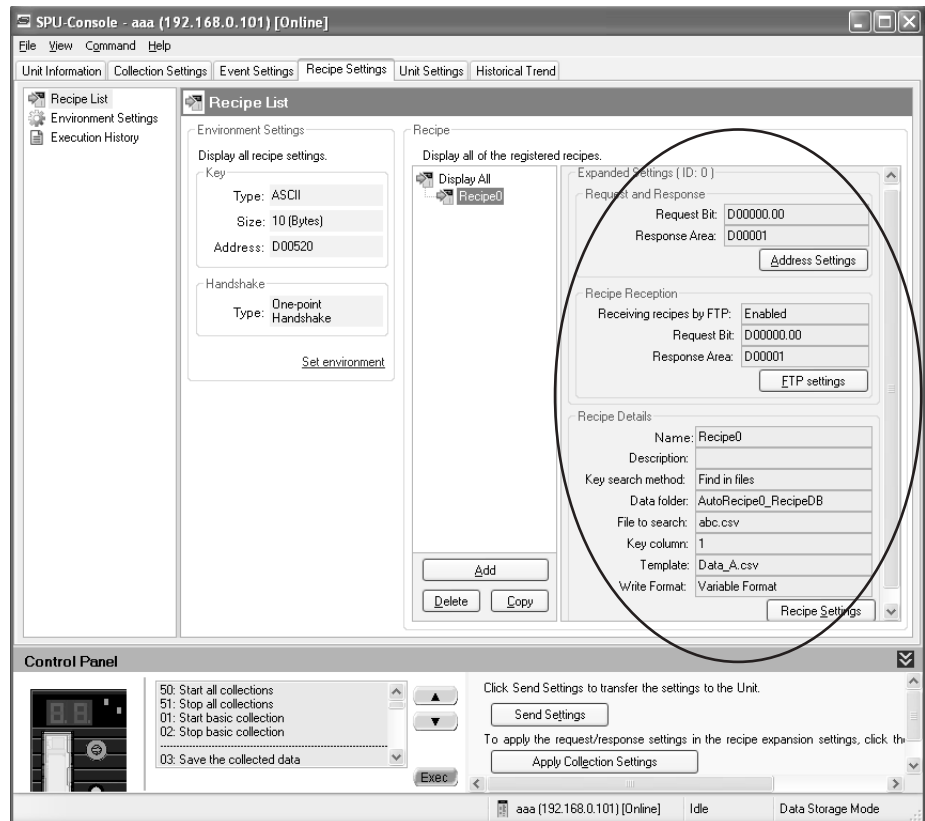 SPU-Console - aaa (192.168.0.101) [Online]
File View Command Help
Unit Information Collection Settings Event Settings Recipe Settings Unit Settings Historical Trend
Recipe List
Environment Settings
Execution History
Recipe List
Environment Settings
Display all recipe settings.
Key
Type: ASCII
Size: 10 (Bytes)
Address: D00520
Handshake
Type: One-point
Handshake
Set environment
Recipe
Display all of the registered recipes.
Display All
Recipe0
Add
Delete Copy
Expanded Settings ( ID: 0 )
Request and Response
Request Bit: D00000.00
Response Area: D00001
Address Settings
Recipe Reception
Receiving recipes by FTP: Enabled
Request Bit: D00000.00
Response Area: D00001
FTP settings
Recipe Details
Name: Recipe0
Description:
Key search method: Find in files
Data folder: AutoRecipe0_RecipeDB
File to search: abc.csv
Key column: 1
Template: Data_A.csv
Write Format: Variable Format
Recipe Settings
Control Panel
8.8.
50: Start all collections
51: Stop all collections
01: Start basic collection
02: Stop basic collection
03: Save the collected data
Exec
Click Send Settings to transfer the settings to the Unit.
Send Settings
To apply the request/response settings in the recipe expansion settings, click th
Apply Collection Settings
aaa (192.168.0.101) [Online] Idle Data Storage Mode